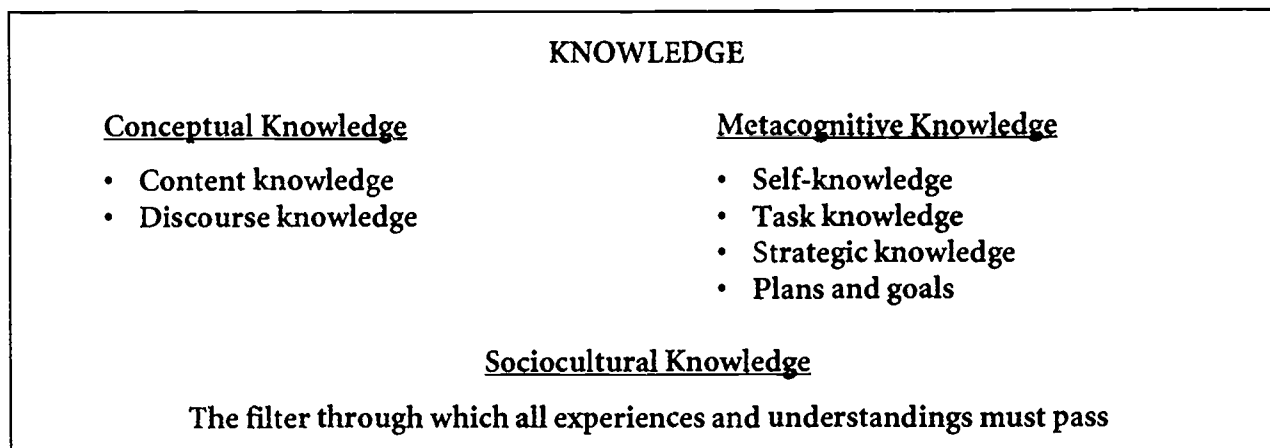 KNOWLEDGE
Conceptual Knowledge
• Content knowledge
• Discourse knowledge
Metacognitive Knowledge
• Self-knowledge
• Task knowledge
• Strategic knowledge
• Plans and goals
Sociocultural Knowledge
The filter through which all experiences and understandings must pass